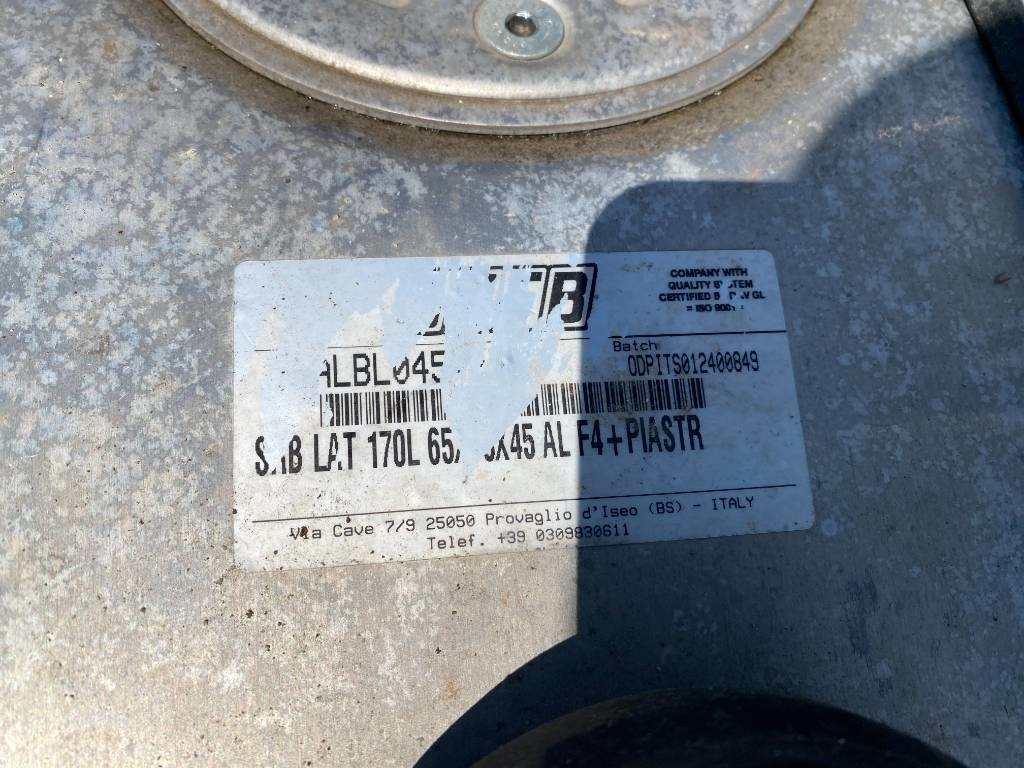 COMPANY WITH
QUALITY SYSTEM
CERTIFIED BY DNV GL
= ISO 9001 =
Batch
ODPITS012400849
LAT 170L AL F4+PIASTR
Via Cave 7/9 25050 Provaglio d'Iseo (BS) - ITALY
Telef. +39 0309830611